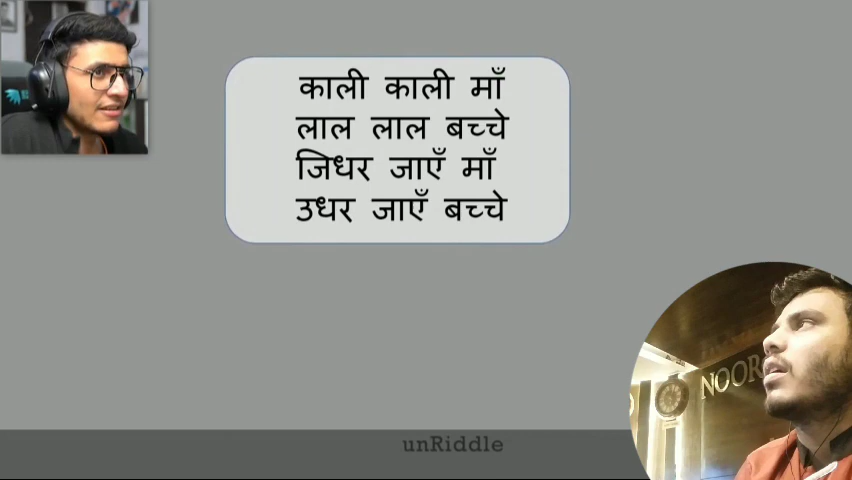 काली काली माँ
लाल लाल बच्चे
जिधर जाएँ माँ
उधर जाएँ बच्चे
NOOR
unRiddle